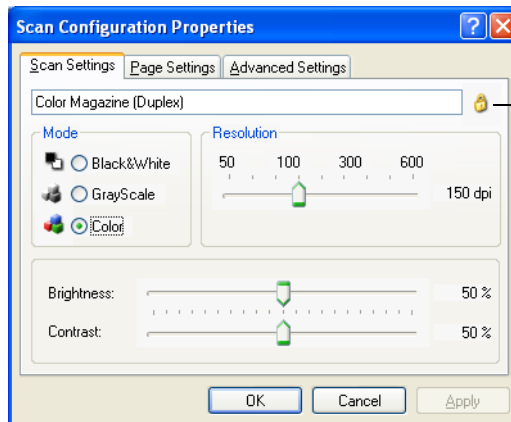 Scan Configuration Properties
Scan Settings Page Settings Advanced Settings
Color Magazine (Duplex)
Mode
Black&White
GrayScale
Color
Resolution
50 100 300 600
150 dpi
Brightness: 50 %
Contrast: 50 %
OK Cancel Apply